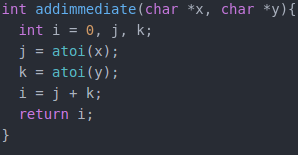 int addimmediate(char *x, char *y){
  int i = 0, j, k;
  j = atoi(x);
  k = atoi(y);
  i = j + k;
  return i;
}